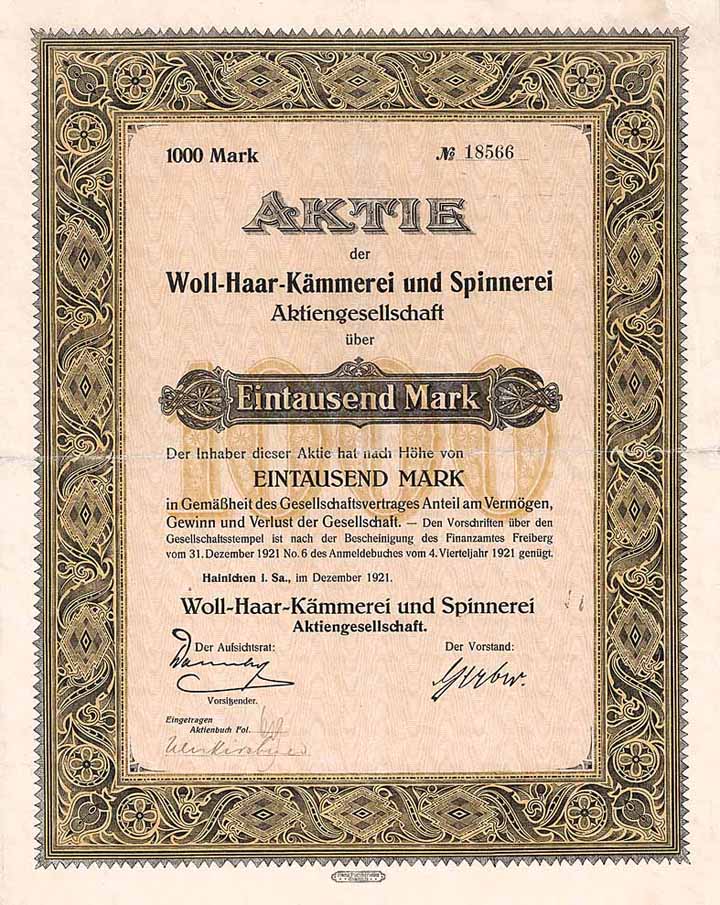 1000 Mark
№ 18566
AKTIE
der
Woll-Haar-Kämmerei und Spinnerei
Aktiengesellschaft
über
1000
Eintausend Mark
Der Inhaber dieser Aktie hat nach Höhe von
EINTAUSEND MARK
in Gemäßheit des Gesellschaftsvertrages Anteil am Vermögen,
Gewinn und Verlust der Gesellschaft. — Den Vorschriften über den
Gesellschaftsstempel ist nach der Bescheinigung des Finanzamtes Freiberg
vom 31. Dezember 1921 No. 6 des Anmeldebuches vom 4. Vierteljahr 1921 genügt.
Hainichen i. Sa., im Dezember 1921.
Woll-Haar-Kämmerei und Spinnerei
Aktiengesellschaft.
Der Aufsichtsrat:
Der Vorstand:
Vorsitzender.
Eingetragen
Aktienbuch Fol.